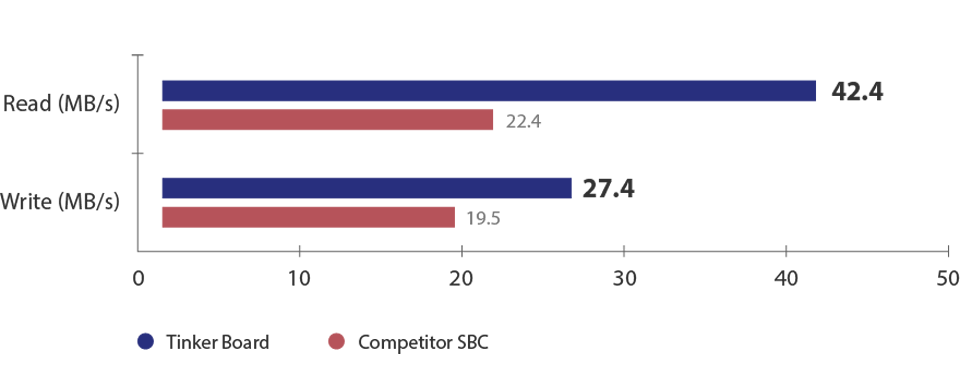 Read (MB/s)
42.4
22.4
Write (MB/s)
27.4
19.5
0 10 20 30 40 50
Tinker Board Competitor SBC